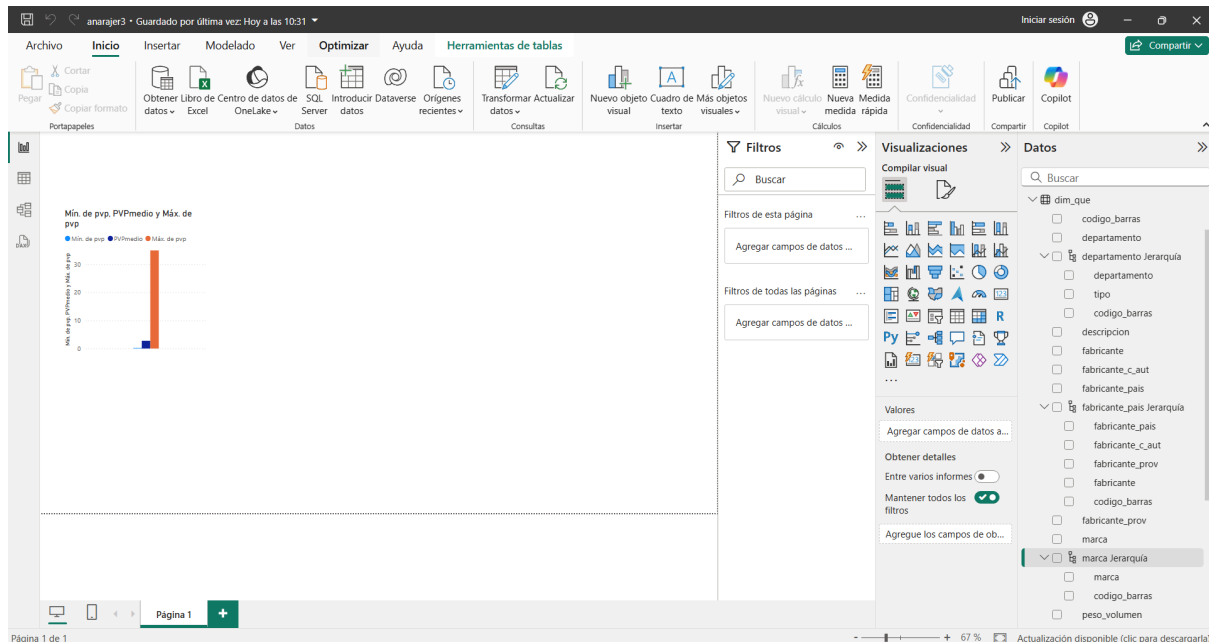 anarajer3 • Guardado por última vez: Hoy a las 10:31
Iniciar sesión
Archivo Inicio Insertar Modelado Ver Optimizar Ayuda Herramientas de tablas
Compartir
Pegar
Cortar
Copia
Copiar formato
Portapapeles
Obtener datos
Libro de Excel
Centro de datos de OneLake
SQL Server
Introducir datos
Dataverse
Orígenes recientes
Datos
Transformar datos
Actualizar
Consultas
Nuevo objeto visual
Cuadro de texto
Más objetos visuales
Insertar
Nuevo cálculo visual
Nueva medida
Medida rápida
Cálculos
Confidencialidad
Confidencialidad
Publicar
Compartir
Copilot
Copilot
Mín. de pvp, PVPmedio y Máx. de
pvp
Mín. de pvp PVPmedio Máx. de pvp
Mín. de pvp, PVPmedio y Máx. de pvp
30
20
10
0
Filtros
Buscar
Filtros de esta página ...
Agregar campos de datos ...
Filtros de todas las páginas ...
Agregar campos de datos ...
Visualizaciones
Compilar visual
123
R
Py
...
Valores
Agregar campos de datos a...
Obtener detalles
Entre varios informes
Mantener todos los
filtros
Agregue los campos de ob...
Datos
Buscar
dim_que
codigo_barras
departamento
departamento Jerarquía
departamento
tipo
codigo_barras
descripcion
fabricante
fabricante_c_aut
fabricante_pais
fabricante_pais Jerarquía
fabricante_pais
fabricante_c_aut
fabricante_prov
fabricante
codigo_barras
fabricante_prov
marca
marca Jerarquía
marca
codigo_barras
peso_volumen
Página 1
+
Página 1 de 1
- + 67 %
Actualización disponible (clic para descargarla)